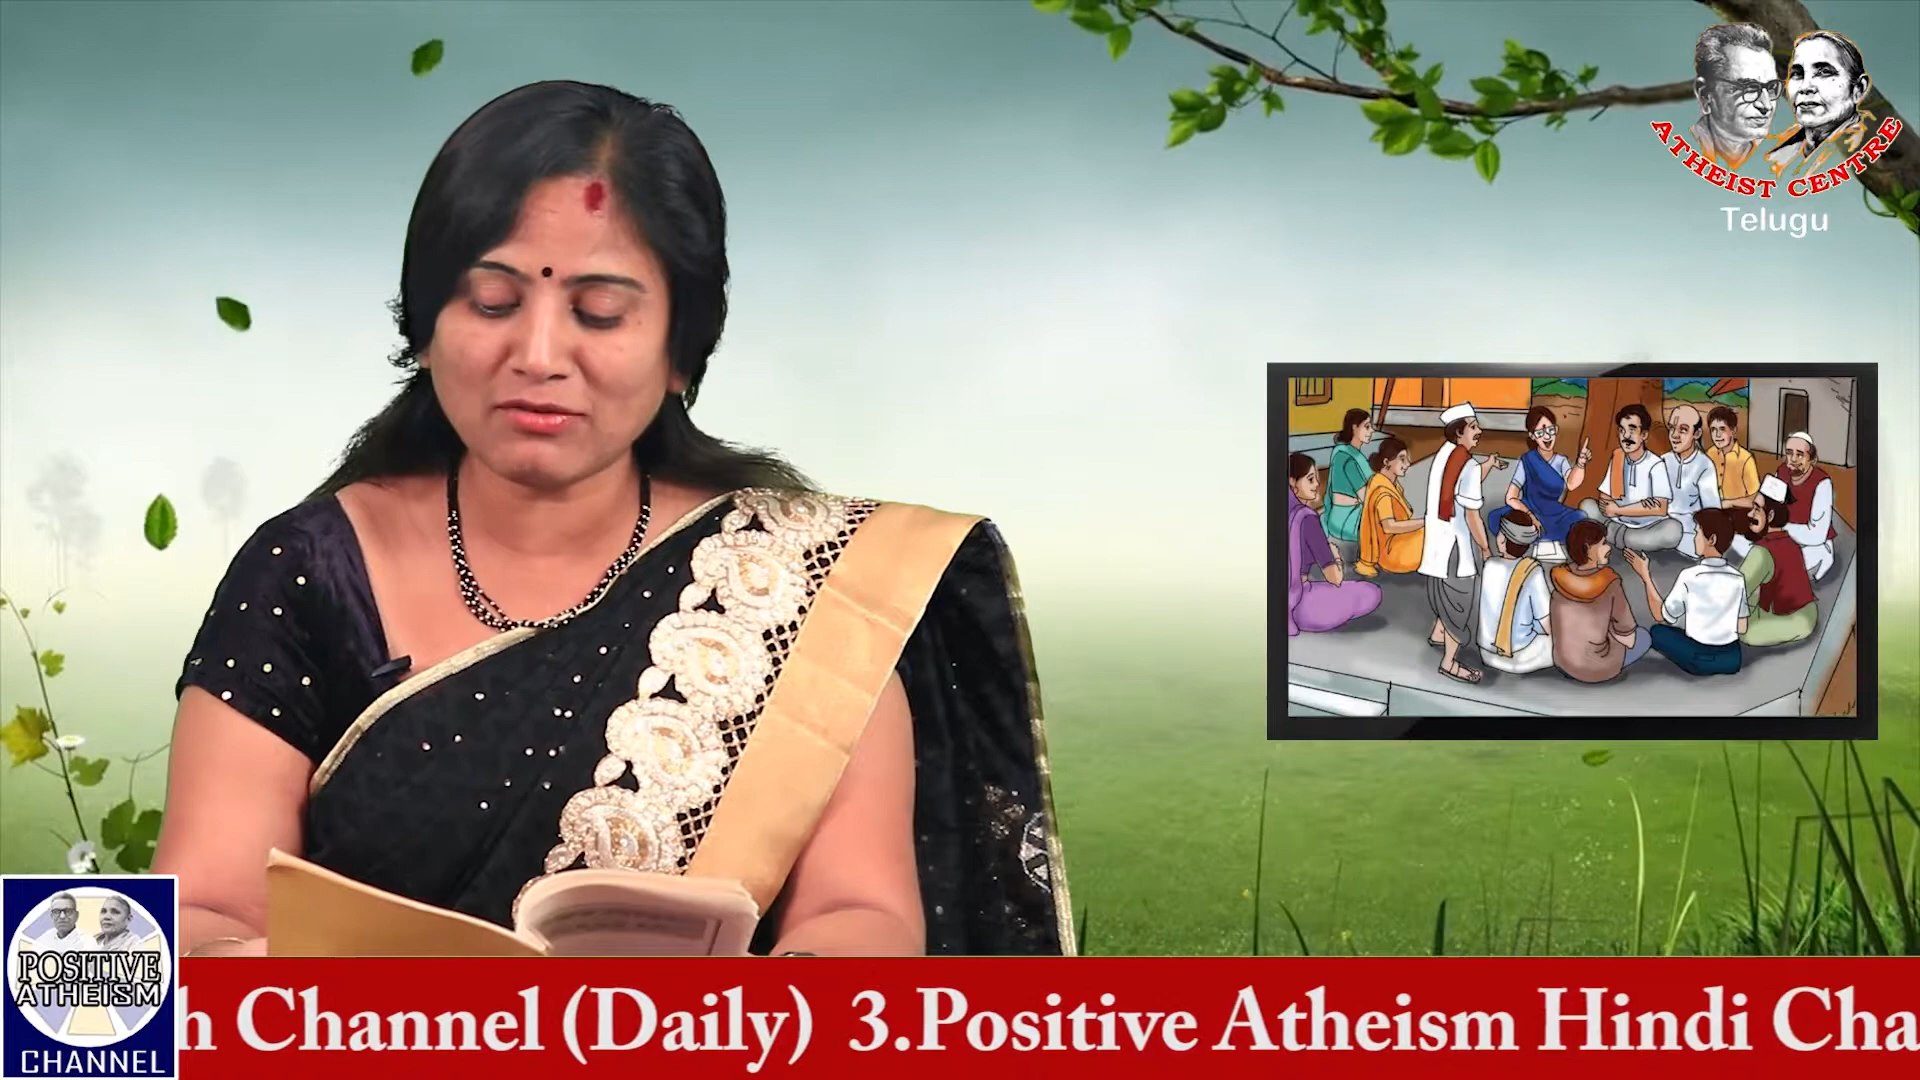 ATHEIST CENTRE
Telugu
POSITIVE
ATHEISM
CHANNEL
h Channel (Daily) 3.Positive Atheism Hindi Cha